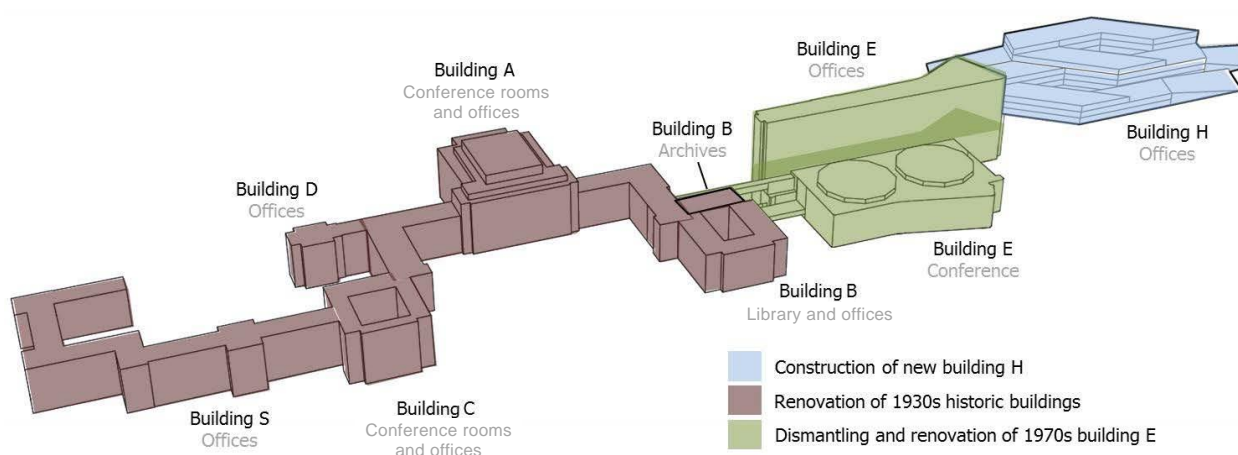 Building E
Offices
Building A
Conference rooms
and offices
Building B
Archives
Building H
Offices
Building D
Offices
Building E
Conference
Building B
Library and offices
Construction of new building H
Renovation of 1930s historic buildings
Dismantling and renovation of 1970s building E
Building S
Offices
Building C
Conference rooms
and offices